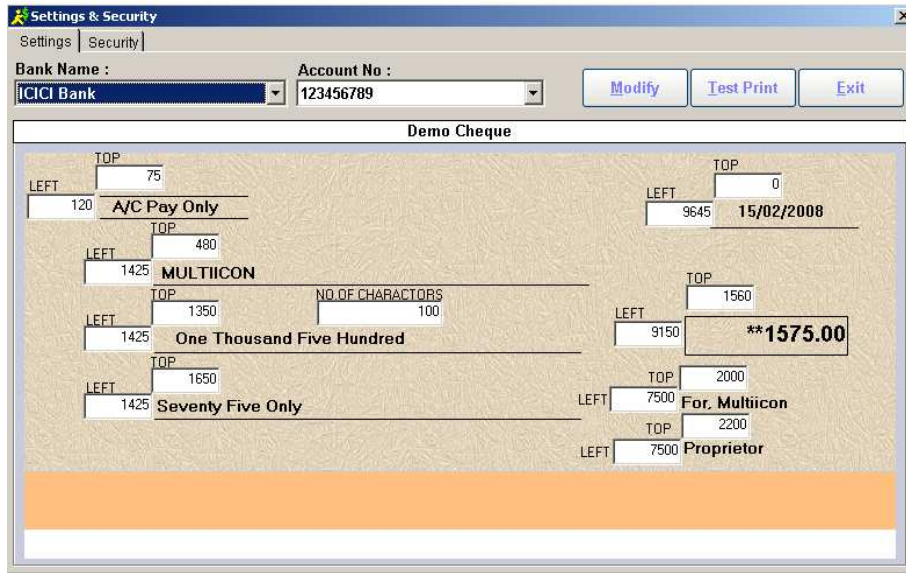 Settings & Security
Settings Security
Bank Name : Account No :
ICICI Bank 123456789 Modify Test Print Exit
Demo Cheque
TOP TOP
75 0
LEFT LEFT
120 A/C Pay Only 9645 15/02/2008
TOP
480
LEFT
1425 MULTIICON
TOP NO.OF CHARACTORS TOP
1350 100 1560
LEFT LEFT
1425 One Thousand Five Hundred 9150 **1575.00
TOP TOP
1650 2000
LEFT LEFT
1425 Seventy Five Only 7500 For, Multiicon
TOP 2200
LEFT 7500 Proprietor